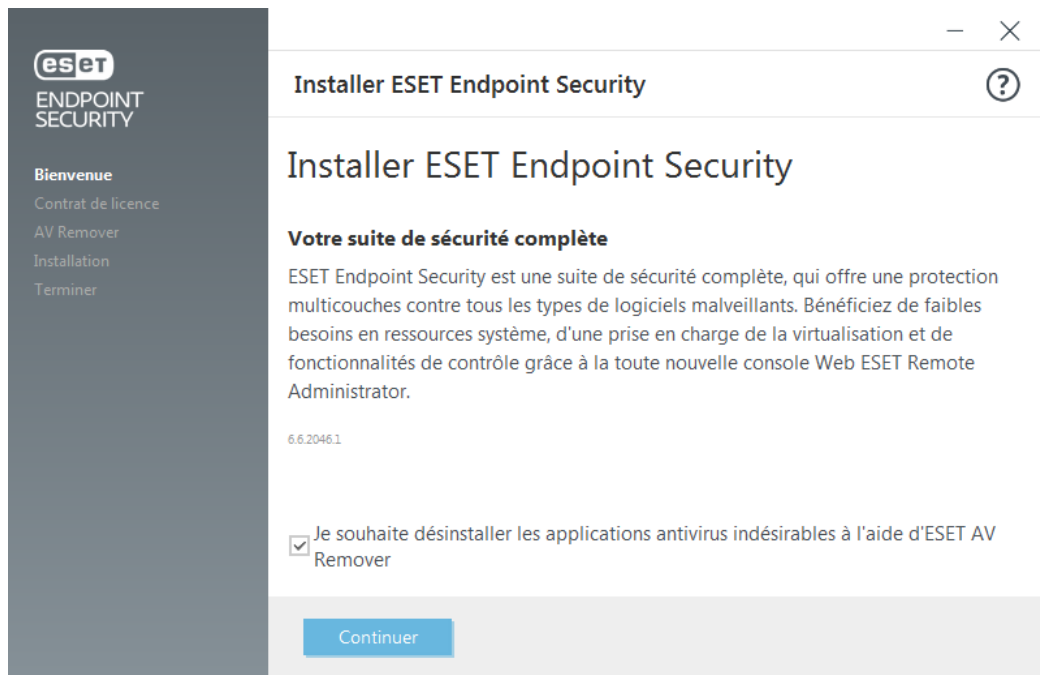 eset
ENDPOINT
SECURITY
Bienvenue
Contrat de licence
AV Remover
Installation
Terminer
Installer ESET Endpoint Security
?
Installer ESET Endpoint Security
Votre suite de sécurité complète
ESET Endpoint Security est une suite de sécurité complète, qui offre une protection
multicouches contre tous les types de logiciels malveillants. Bénéficiez de faibles
besoins en ressources système, d'une prise en charge de la virtualisation et de
fonctionnalités de contrôle grâce à la toute nouvelle console Web ESET Remote
Administrator.
6.6.2046.1
Je souhaite désinstaller les applications antivirus indésirables à l'aide d'ESET AV
Remover
Continuer